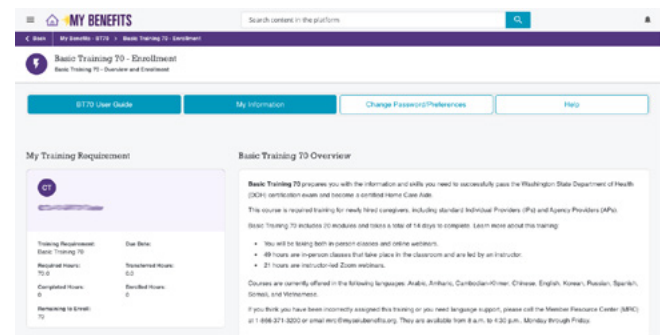 MY BENEFITS
Search content in the platform
< Back My Benefits - BT70 > Basic Training 70 - Enrollment
Basic Training 70 - Enrollment
Basic Training 70 - Overview and Enrollment
BT70 User Guide
My Information
Change Password/Preferences
Help
My Training Requirement
CT
Training Requirement:
Basic Training 70
Due Date:
Required Hours:
70.0
Transferred Hours:
0.0
Completed Hours:
0
Enrolled Hours:
0
Remaining to Enroll:
70
Basic Training 70 Overview
Basic Training 70 prepares you with the information and skills you need to successfully pass the Washington State Department of Health
(DOH) certification exam and become a certified Home Care Aide.
This course is required training for newly hired caregivers, including standard Individual Providers (IPs) and Agency Providers (APs).
Basic Training 70 includes 20 modules and takes a total of 14 days to complete. Learn more about this training:
• You will be taking both in person classes and online webinars.
• 49 hours are in-person classes that take place in the classroom and are led by an instructor.
• 21 hours are instructor-led Zoom webinars.
Courses are currently offered in the following languages: Arabic, Amharic, Cambodian-Khmer, Chinese, English, Korean, Russian, Spanish,
Somali, and Vietnamese.
If you think you have been incorrectly assigned this training or you need language support, please call the Member Resource Center (MRC)
at 1-866-371-3200 or email mrc@myseiubenefits.org. They are available from 8 a.m. to 4:30 p.m., Monday through Friday.